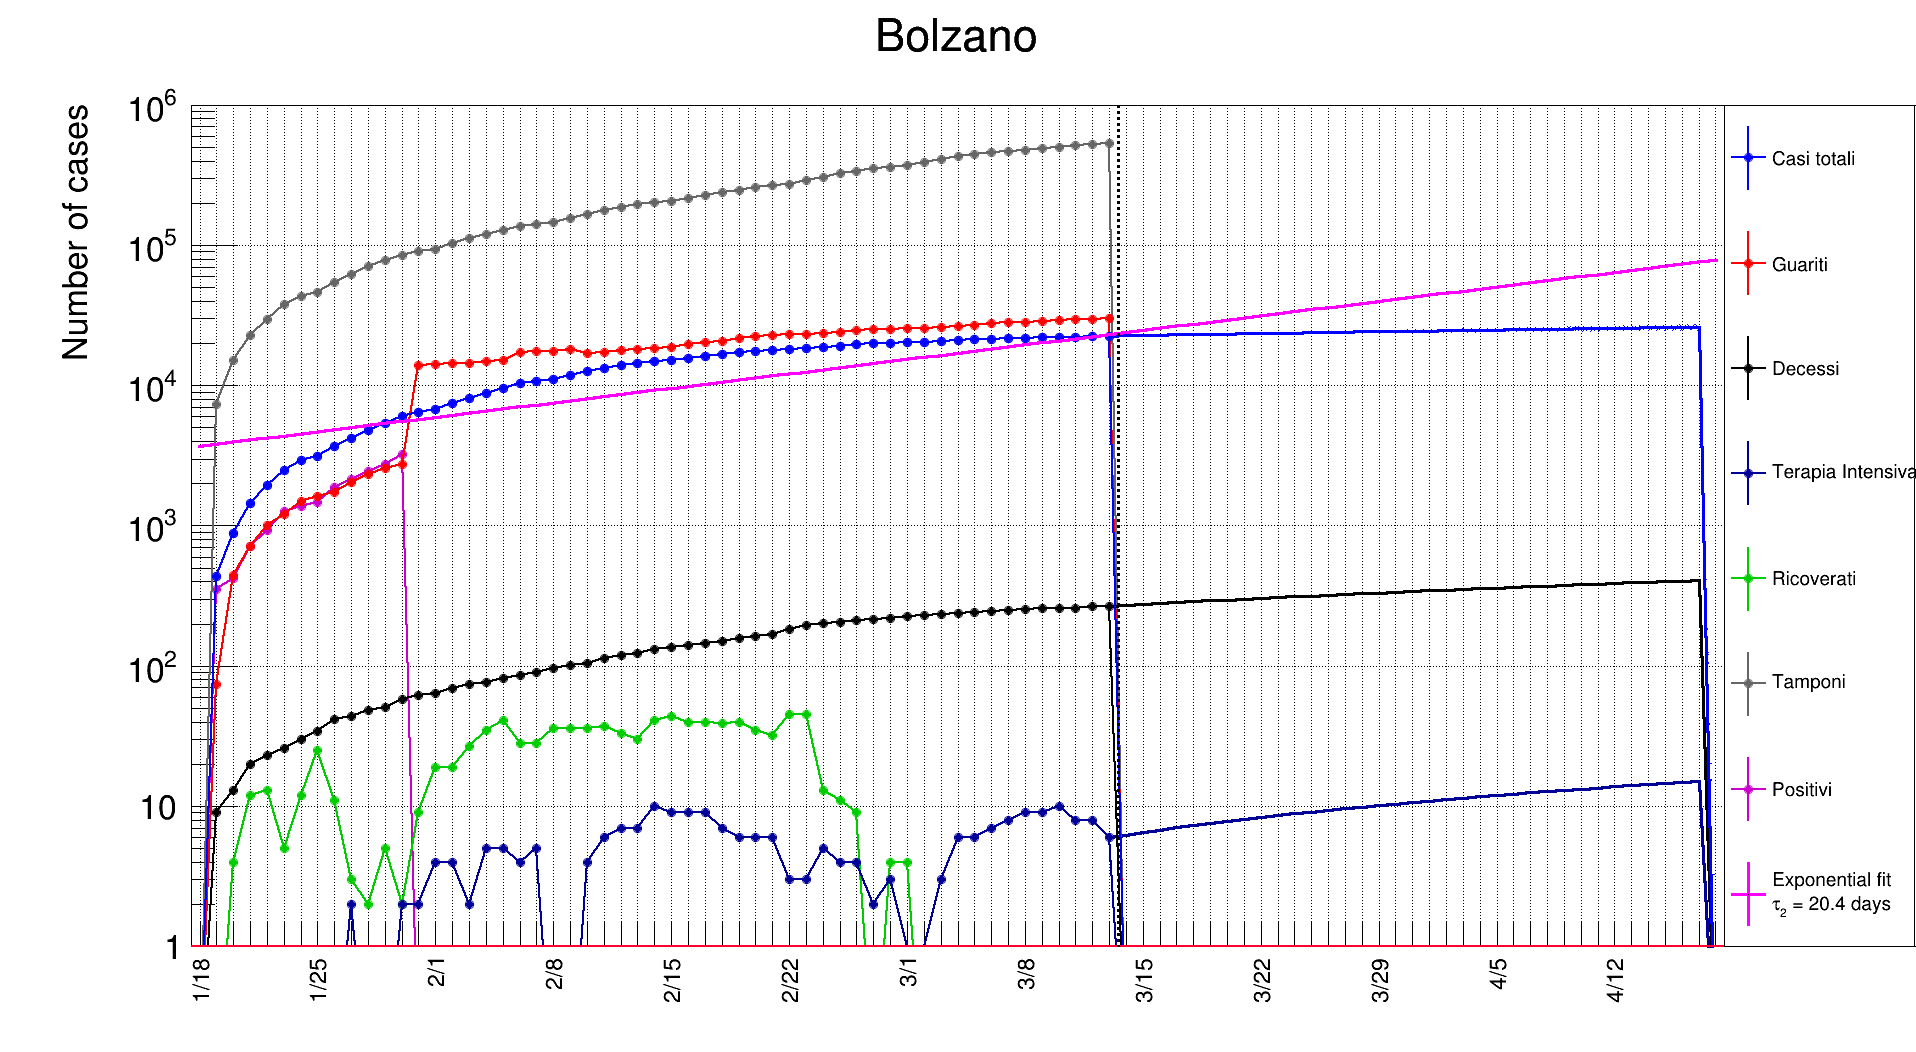 Bolzano
Number of cases
10^6
10^5
10^4
10^3
10^2
10
1
1/18
1/25
2/1
2/8
2/15
2/22
3/1
3/8
3/15
3/22
3/29
4/5
4/12
Casi totali
Guariti
Decessi
Terapia Intensiva
Ricoverati
Tamponi
Positivi
Exponential fit
τ₂ = 20.4 days